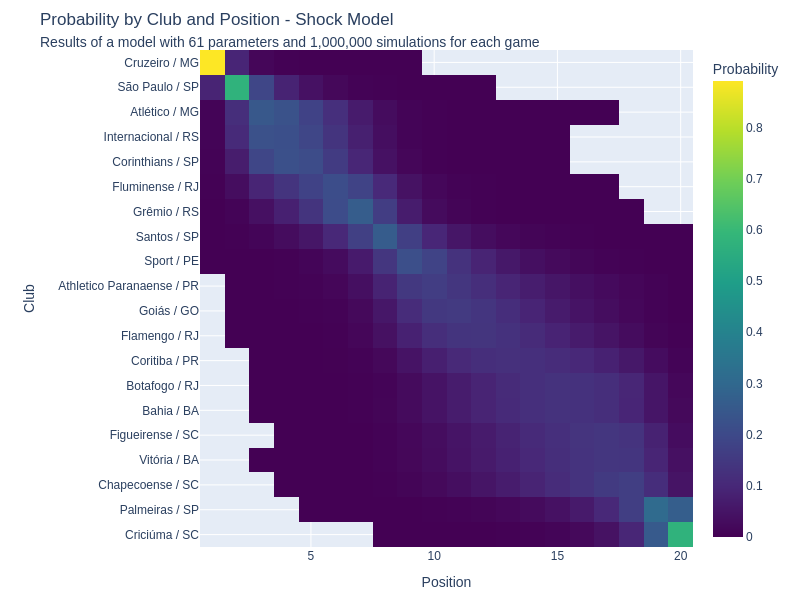 Probability by Club and Position - Shock Model
Results of a model with 61 parameters and 1,000,000 simulations for each game
Probability
Cruzeiro / MG
São Paulo / SP
Atlético / MG
Internacional / RS
Corinthians / SP
Fluminense / RJ
Grêmio / RS
Santos / SP
Sport / PE
Athletico Paranaense / PR
Goiás / GO
Flamengo / RJ
Coritiba / PR
Botafogo / RJ
Bahia / BA
Figueirense / SC
Vitória / BA
Chapecoense / SC
Palmeiras / SP
Criciúma / SC
Club
5
10
15
20
Position
0.8
0.7
0.6
0.5
0.4
0.3
0.2
0.1
0